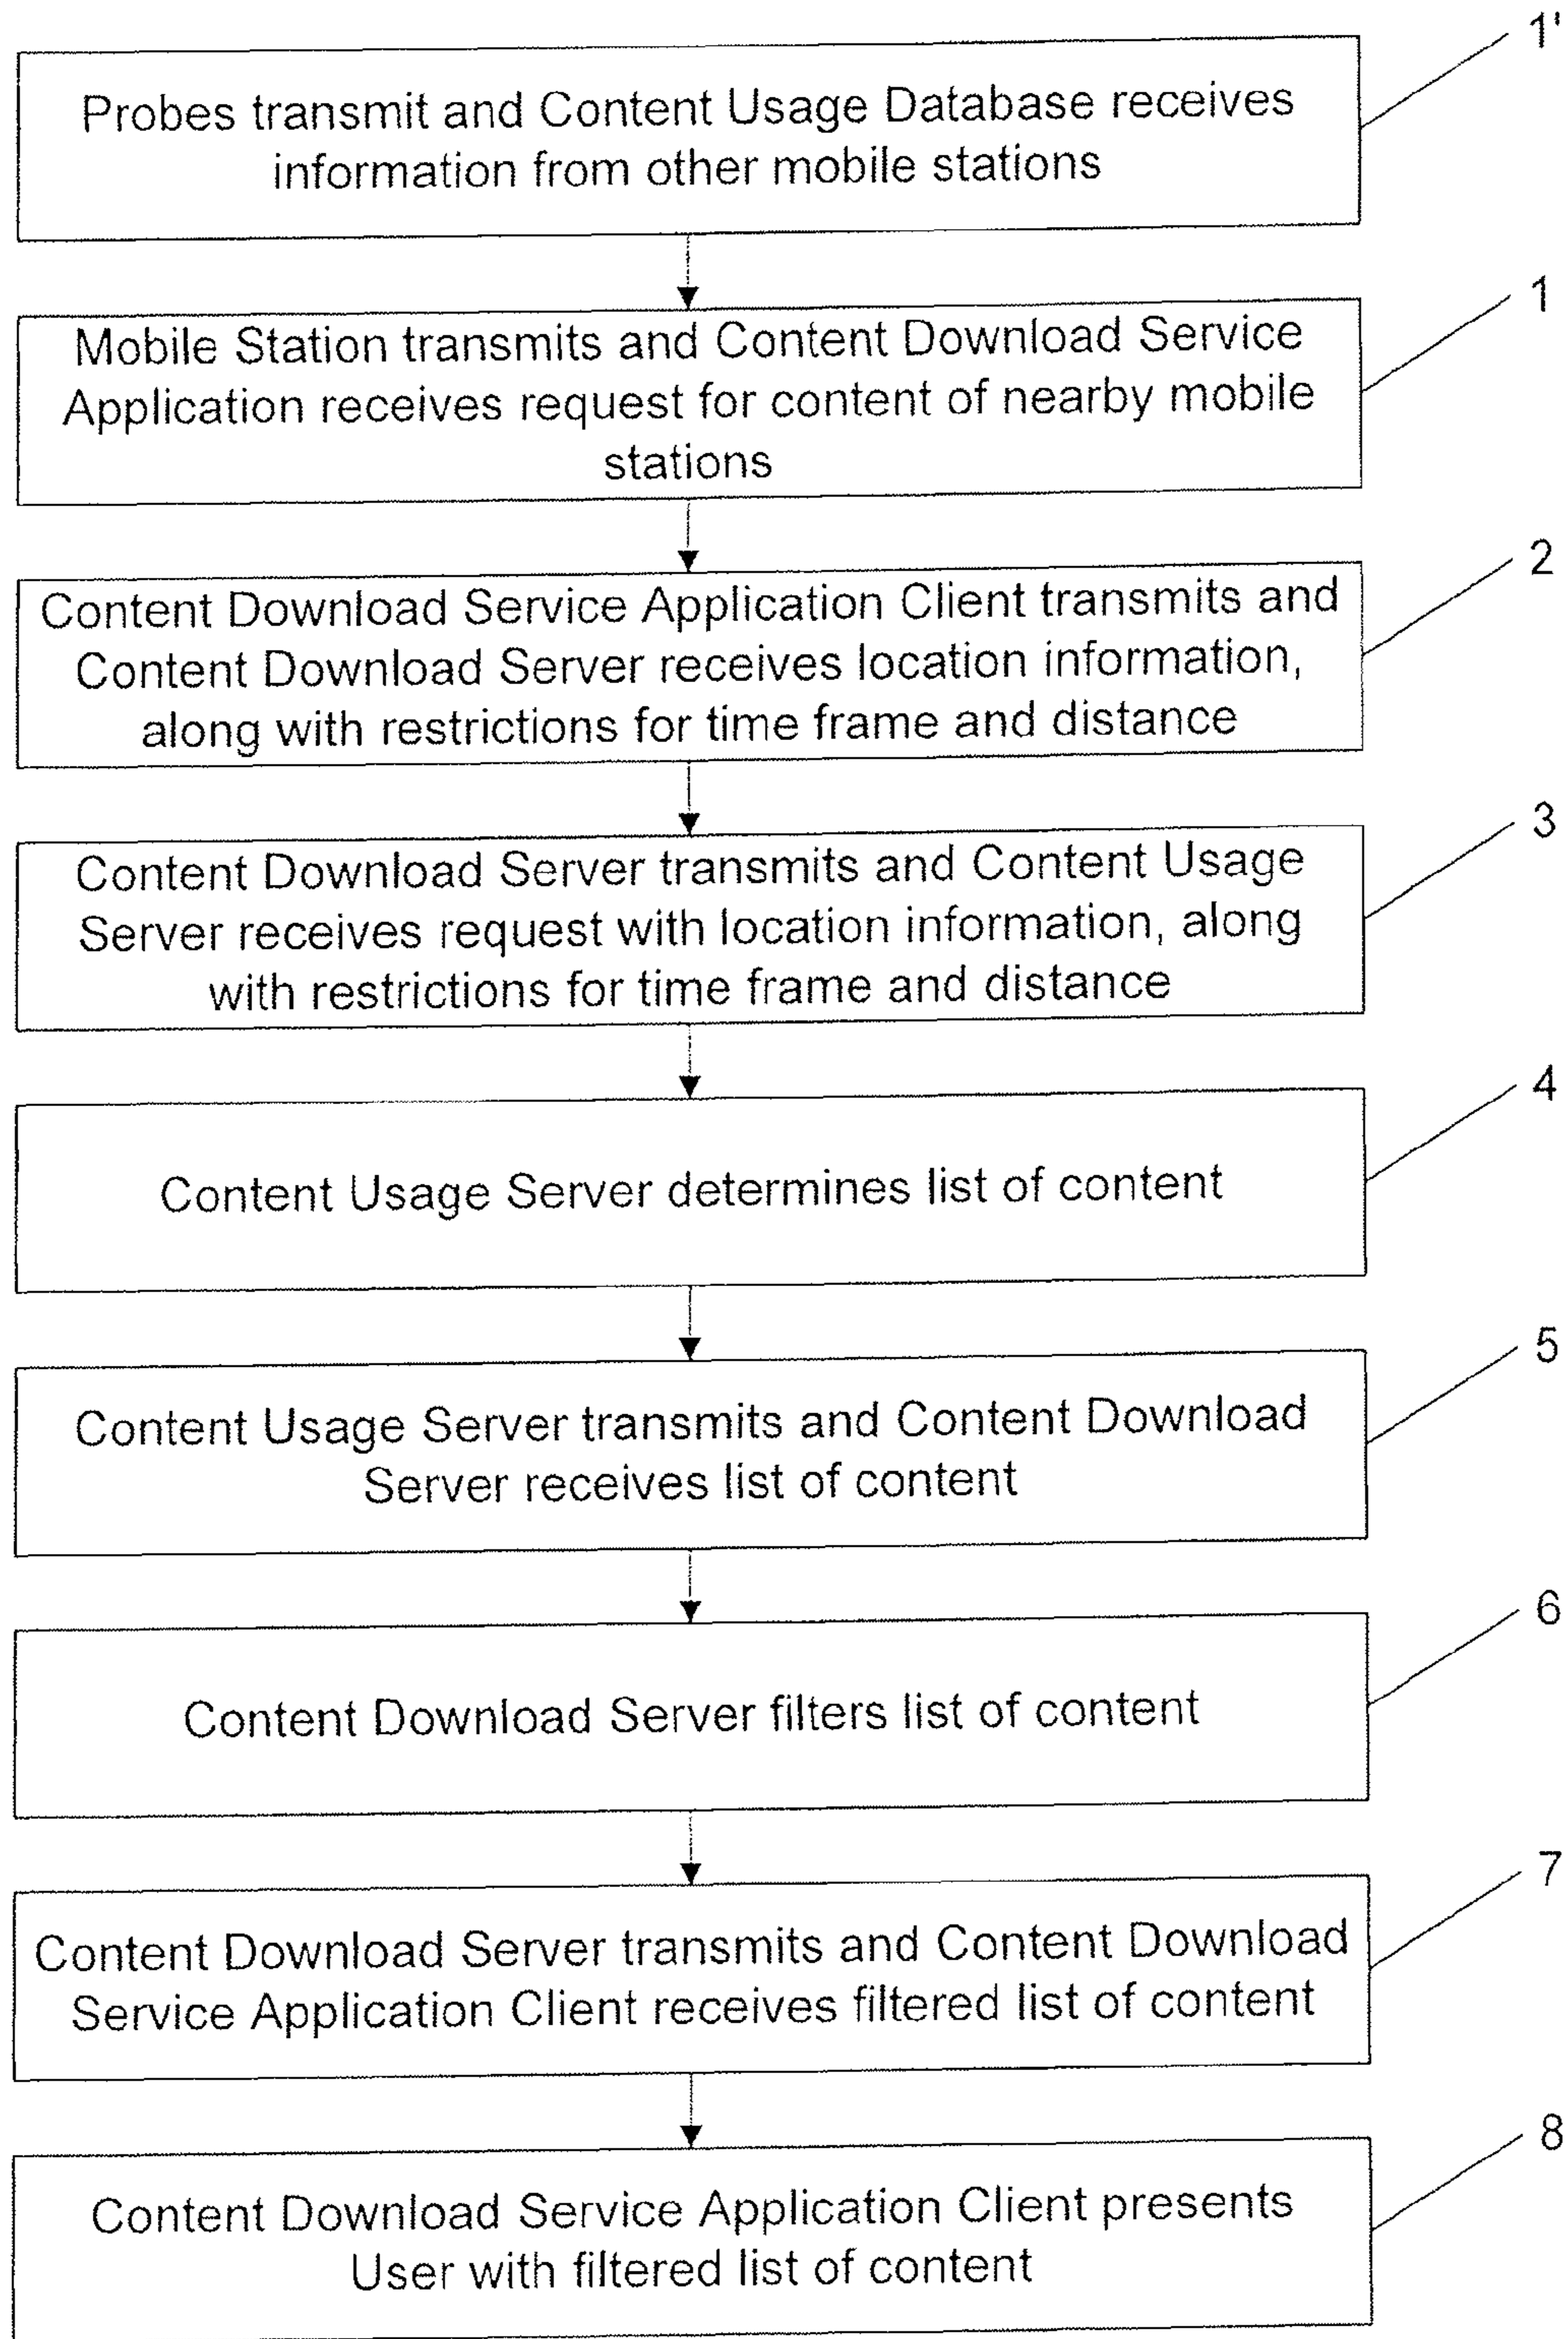 1'
Probes transmit and Content Usage Database receives
information from other mobile stations
1
Mobile Station transmits and Content Download Service
Application receives request for content of nearby mobile
stations
2
Content Download Service Application Client transmits and
Content Download Server receives location information,
along with restrictions for time frame and distance
3
Content Download Server transmits and Content Usage
Server receives request with location information, along
with restrictions for time frame and distance
4
Content Usage Server determines list of content
5
Content Usage Server transmits and Content Download
Server receives list of content
6
Content Download Server filters list of content
7
Content Download Server transmits and Content Download
Service Application Client receives filtered list of content
8
Content Download Service Application Client presents
User with filtered list of content